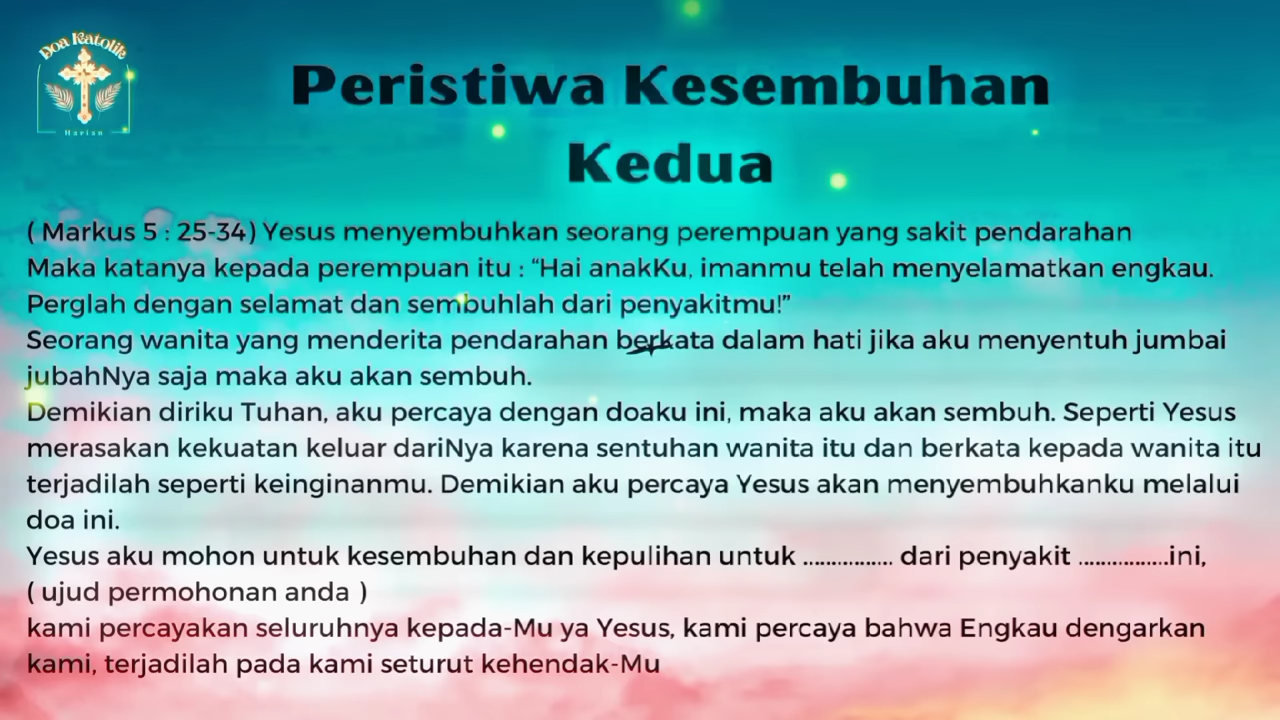 Doa Katolik
Harian
Peristiwa Kesembuhan
Kedua
( Markus 5 : 25-34) Yesus menyembuhkan seorang perempuan yang sakit pendarahan
Maka katanya kepada perempuan itu : “Hai anakKu, imanmu telah menyelamatkan engkau.
Perglah dengan selamat dan sembuhlah dari penyakitmu!”
Seorang wanita yang menderita pendarahan berkata dalam hati jika aku menyentuh jumbai
jubahNya saja maka aku akan sembuh.
Demikian diriku Tuhan, aku percaya dengan doaku ini, maka aku akan sembuh. Seperti Yesus
merasakan kekuatan keluar dariNya karena sentuhan wanita itu dan berkata kepada wanita itu
terjadilah seperti keinginanmu. Demikian aku percaya Yesus akan menyembuhkanku melalui
doa ini.
Yesus aku mohon untuk kesembuhan dan kepulihan untuk ................ dari penyakit ................ini,
( ujud permohonan anda )
kami percayakan seluruhnya kepada-Mu ya Yesus, kami percaya bahwa Engkau dengarkan
kami, terjadilah pada kami seturut kehendak-Mu